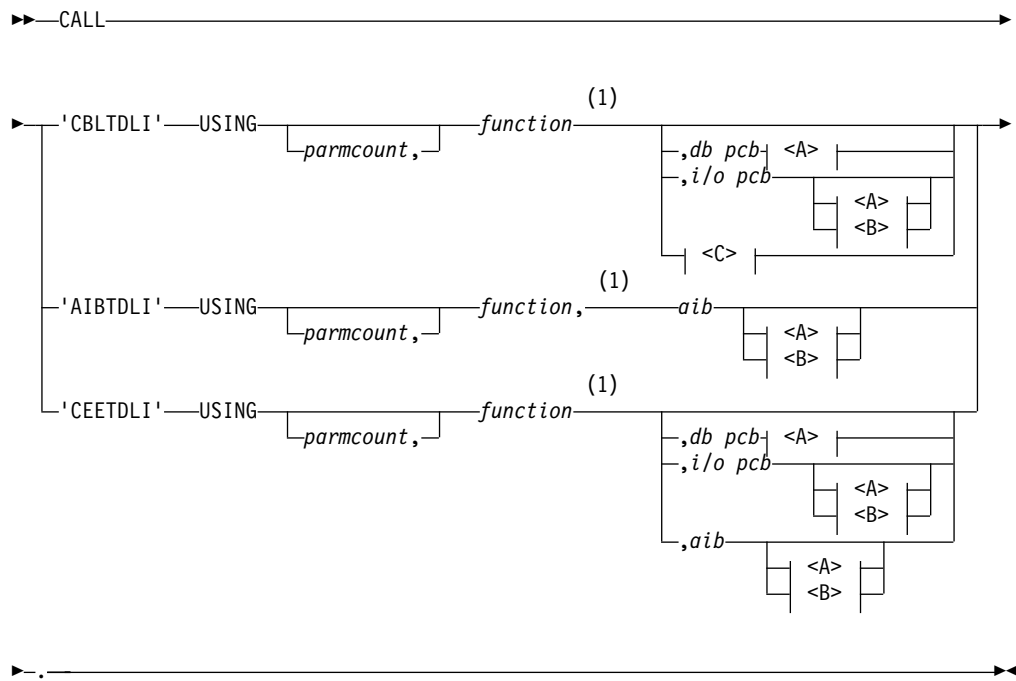 CALL
(1)
'CBLTDLI' USING function
parmcount, ,db pcb <A>
,i/o pcb
<A>
<B>
<C>
(1)
'AIBTDLI' USING function, aib
parmcount, <A>
<B>
(1)
'CEETDLI' USING function
parmcount, ,db pcb <A>
,i/o pcb
<A>
<B>
,aib
<A>
<B>
.